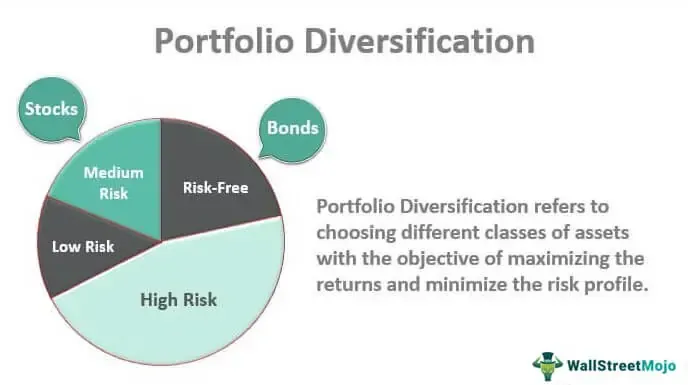 Portfolio Diversification
Stocks
Bonds
Medium
Risk
Risk-Free
Low Risk
High Risk
Portfolio Diversification refers to
choosing different classes of assets
with the objective of maximizing the
returns and minimize the risk profile.
WallStreetMojo